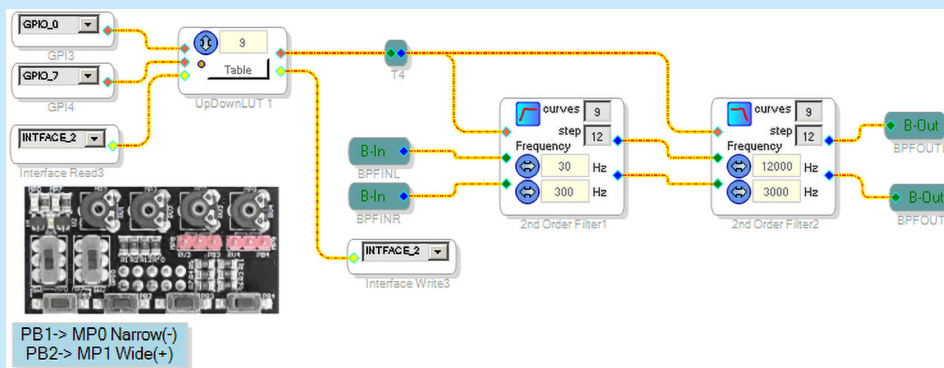 GPIO_0
GPI3
GPIO_7
GPI4
INTFACE_2
Interface Read3
9
Table
UpDownLUT 1
T4
B-In
BPFINL
B-In
BPFINR
curves 9
step 12
Frequency
30 Hz
300 Hz
2nd Order Filter1
curves 9
step 12
Frequency
12000 Hz
3000 Hz
2nd Order Filter2
B-Out
B-Out
BPFOUT
INTFACE_2
Interface Write3
PB1-> MP0 Narrow(-)
PB2-> MP1 Wide(+)